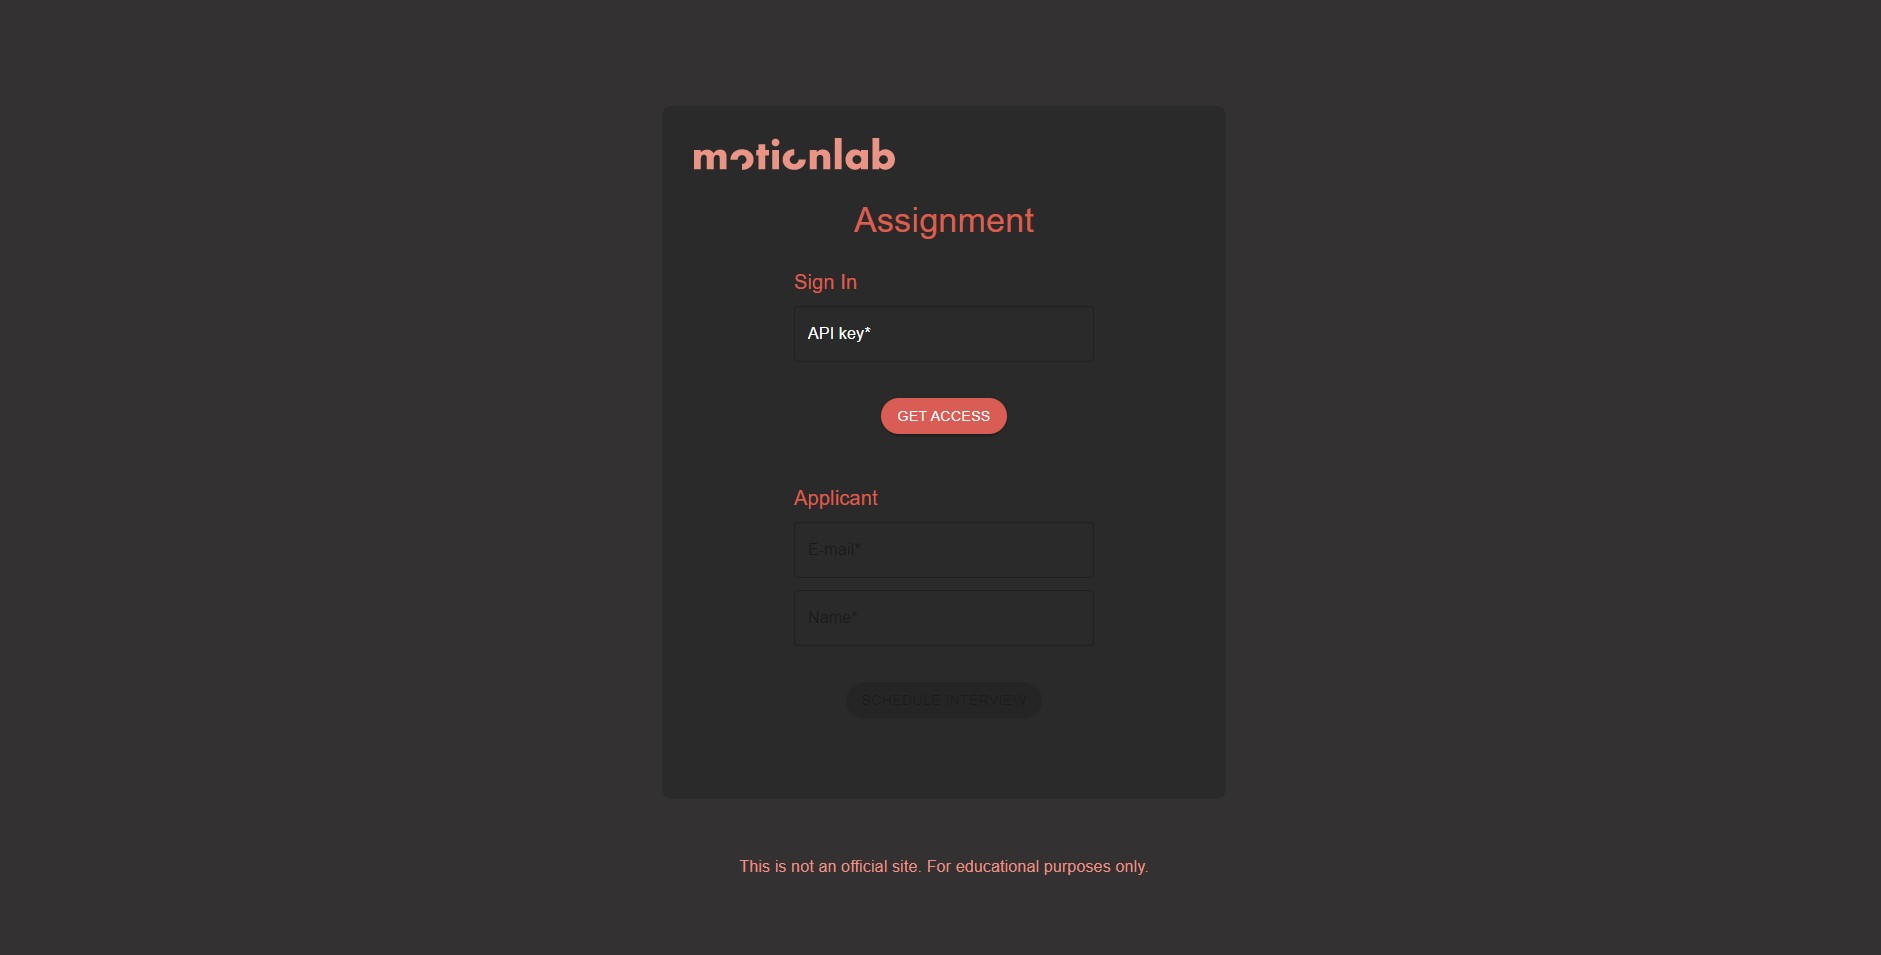 motionlab
Assignment
Sign In
API key*
GET ACCESS
Applicant
E-mail*
Name*
SCHEDULE INTERVIEW
This is not an official site. For educational purposes only.